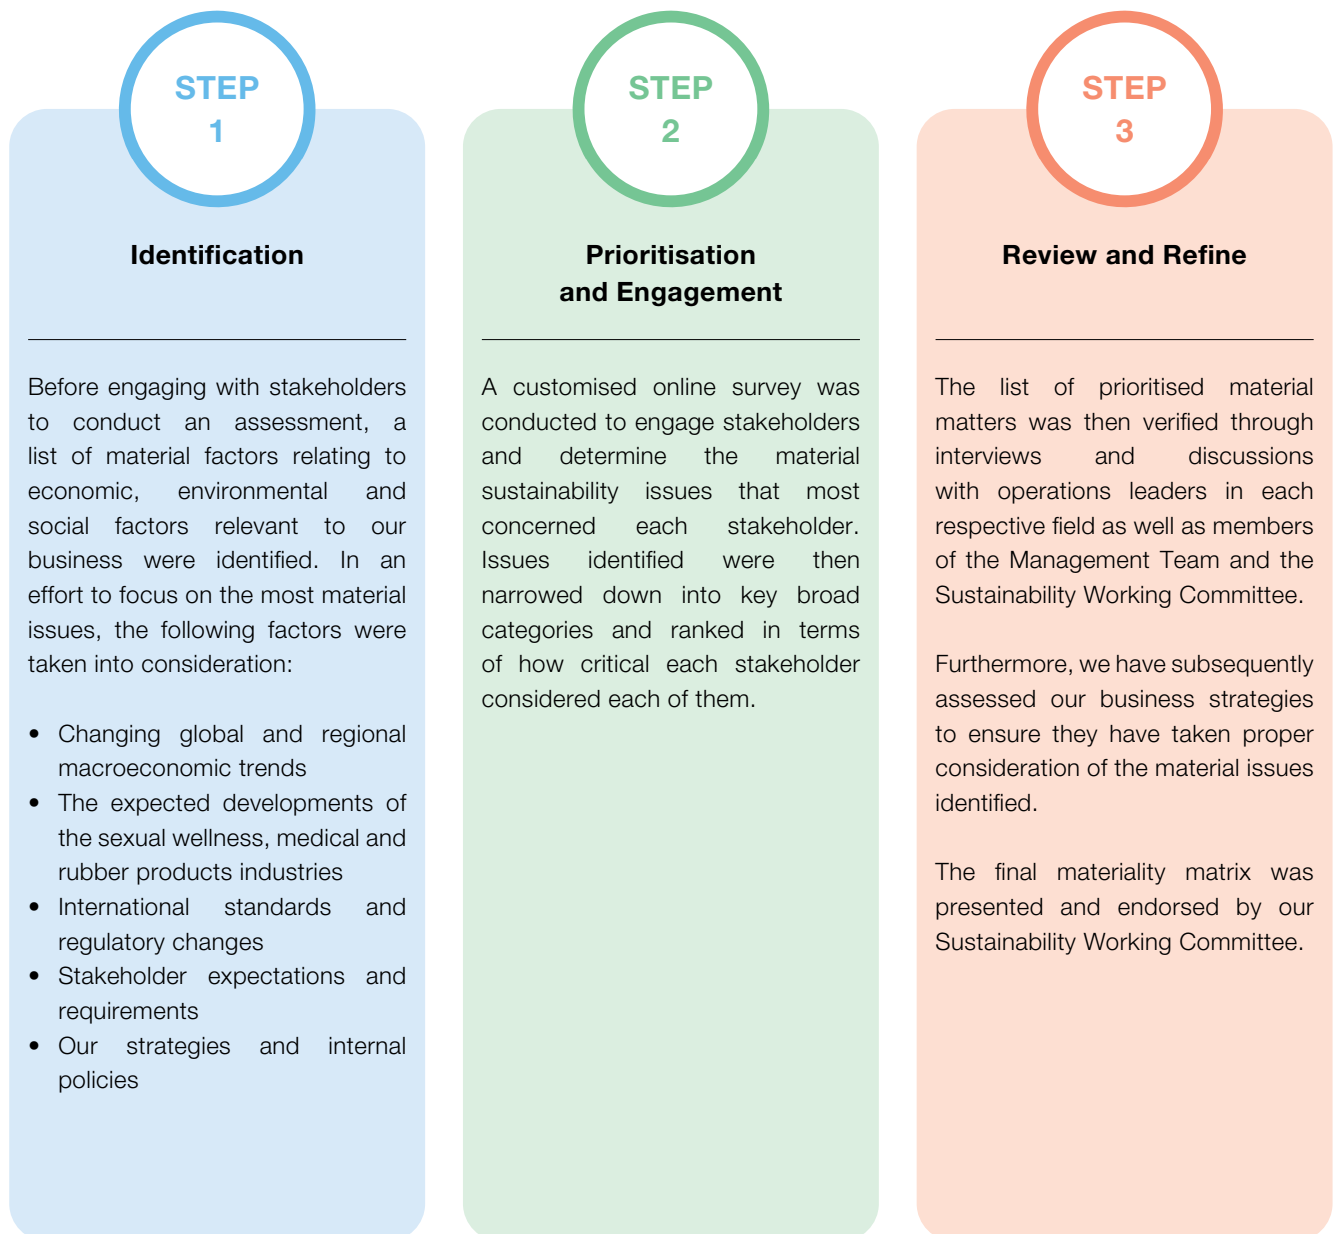 STEP
1
Identification
Before engaging with stakeholders
to conduct an assessment, a
list of material factors relating to
economic, environmental and
social factors relevant to our
business were identified. In an
effort to focus on the most material
issues, the following factors were
taken into consideration:
• Changing global and regional
macroeconomic trends
• The expected developments of
the sexual wellness, medical and
rubber products industries
• International standards and
regulatory changes
• Stakeholder expectations and
requirements
• Our strategies and internal
policies
STEP
2
Prioritisation
and Engagement
A customised online survey was
conducted to engage stakeholders
and determine the material
sustainability issues that most
concerned each stakeholder.
Issues identified were then
narrowed down into key broad
categories and ranked in terms
of how critical each stakeholder
considered each of them.
STEP
3
Review and Refine
The list of prioritised material
matters was then verified through
interviews and discussions
with operations leaders in each
respective field as well as members
of the Management Team and the
Sustainability Working Committee.
Furthermore, we have subsequently
assessed our business strategies
to ensure they have taken proper
consideration of the material issues
identified.
The final materiality matrix was
presented and endorsed by our
Sustainability Working Committee.